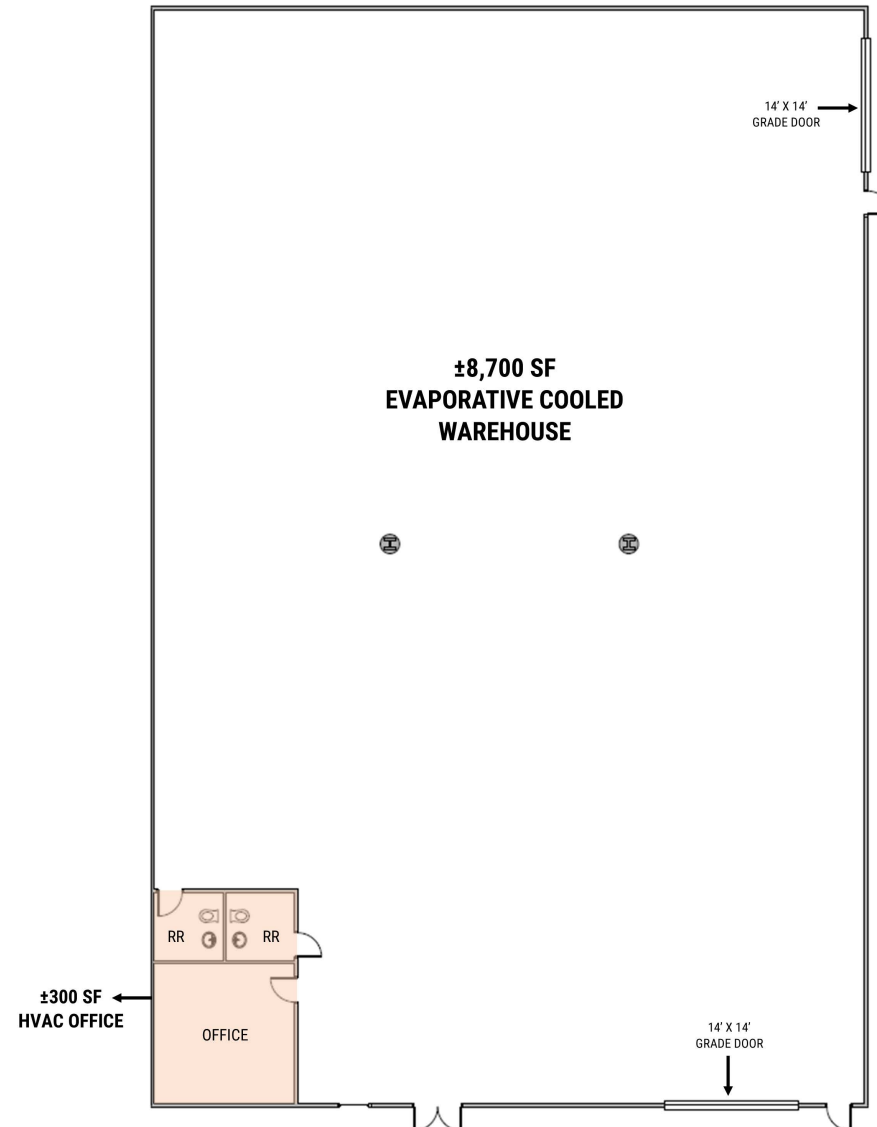 14' X 14'
GRADE DOOR
±8,700 SF
EVAPORATIVE COOLED
WAREHOUSE
RR
RR
±300 SF
HVAC OFFICE
OFFICE
14' X 14'
GRADE DOOR